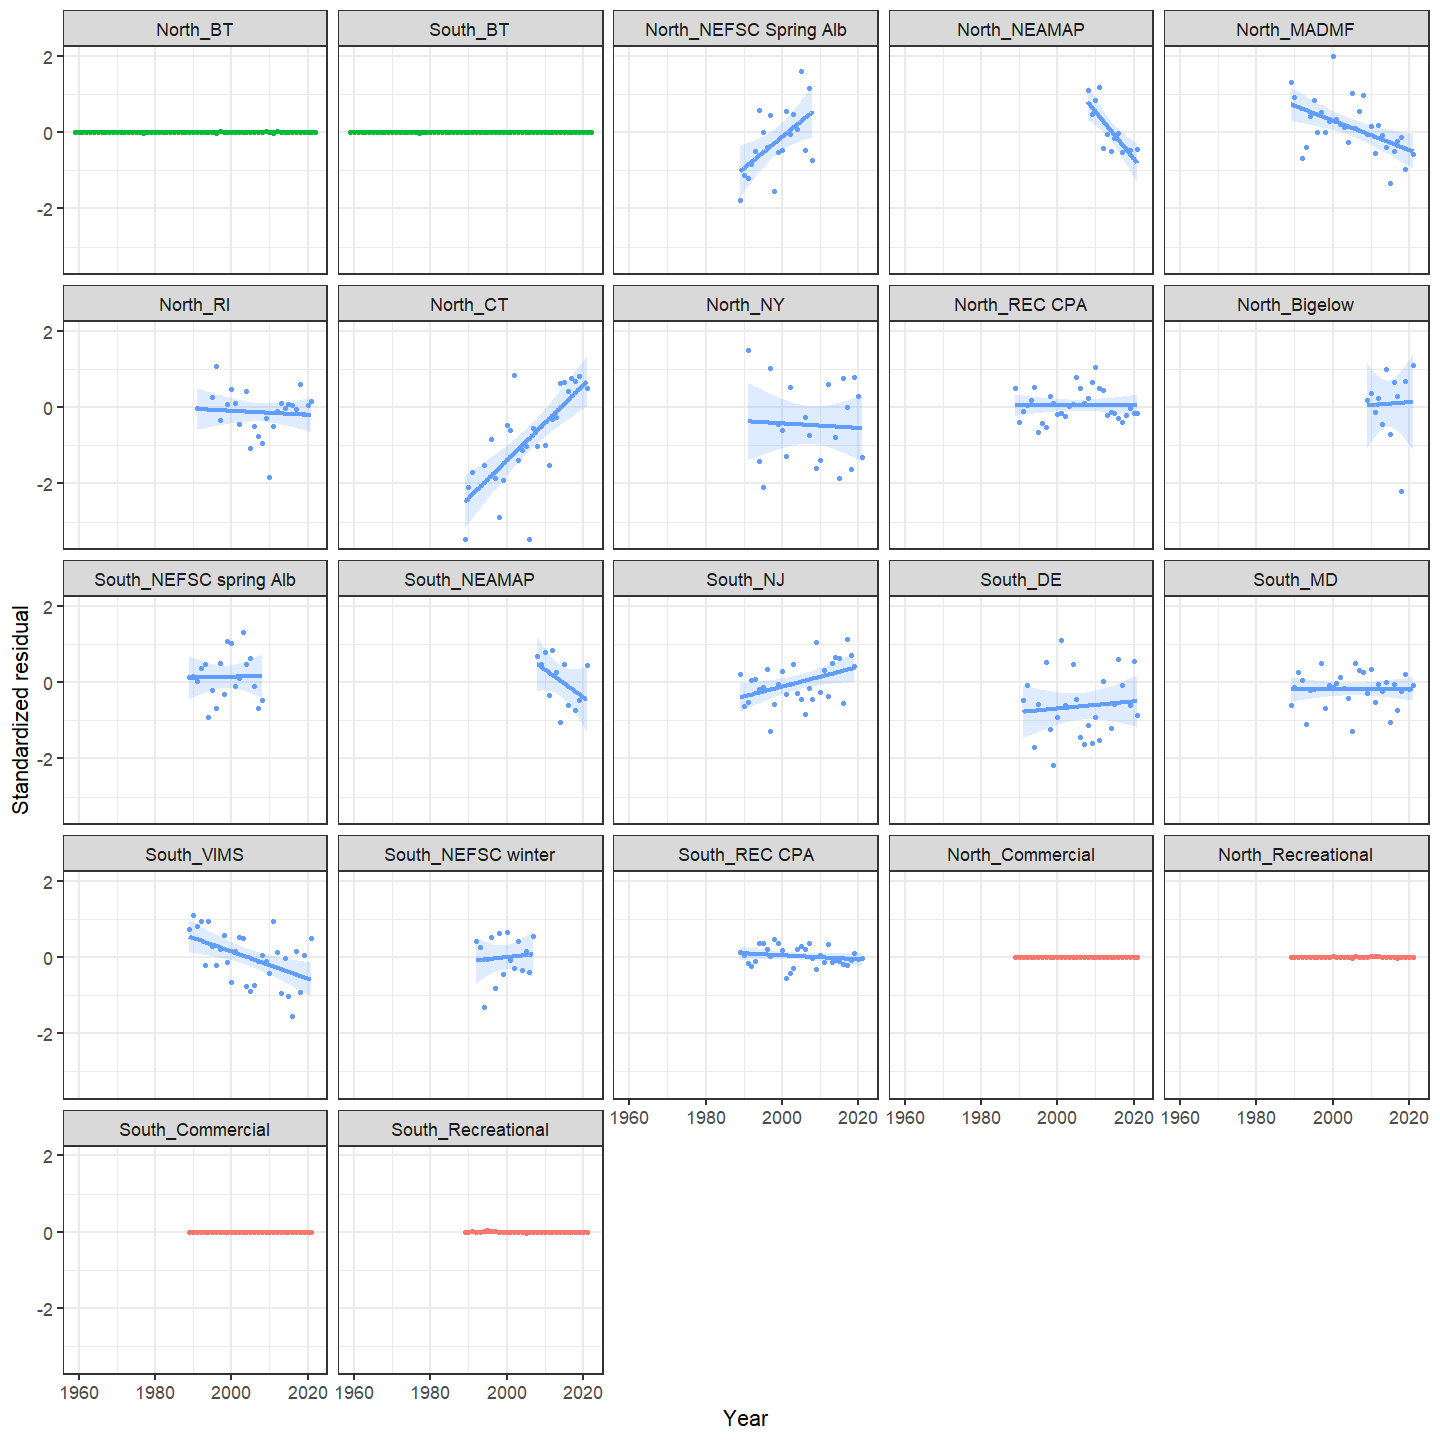 North_BT
South_BT
North_NEFSC Spring Alb
North_NEAMAP
North_MADMF
2
0
-2
North_RI
North_CT
North_NY
North_REC CPA
North_Bigelow
2
0
-2
South_NEFSC spring Alb
South_NEAMAP
South_NJ
South_DE
South_MD
2
0
-2
Standardized residual
South_VIMS
South_NEFSC winter
South_REC CPA
North_Commercial
North_Recreational
2
0
-2
1960 1980 2000 2020
1960 1980 2000 2020
1960 1980 2000 2020
South_Commercial
South_Recreational
2
0
-2
1960 1980 2000 2020
1960 1980 2000 2020
Year